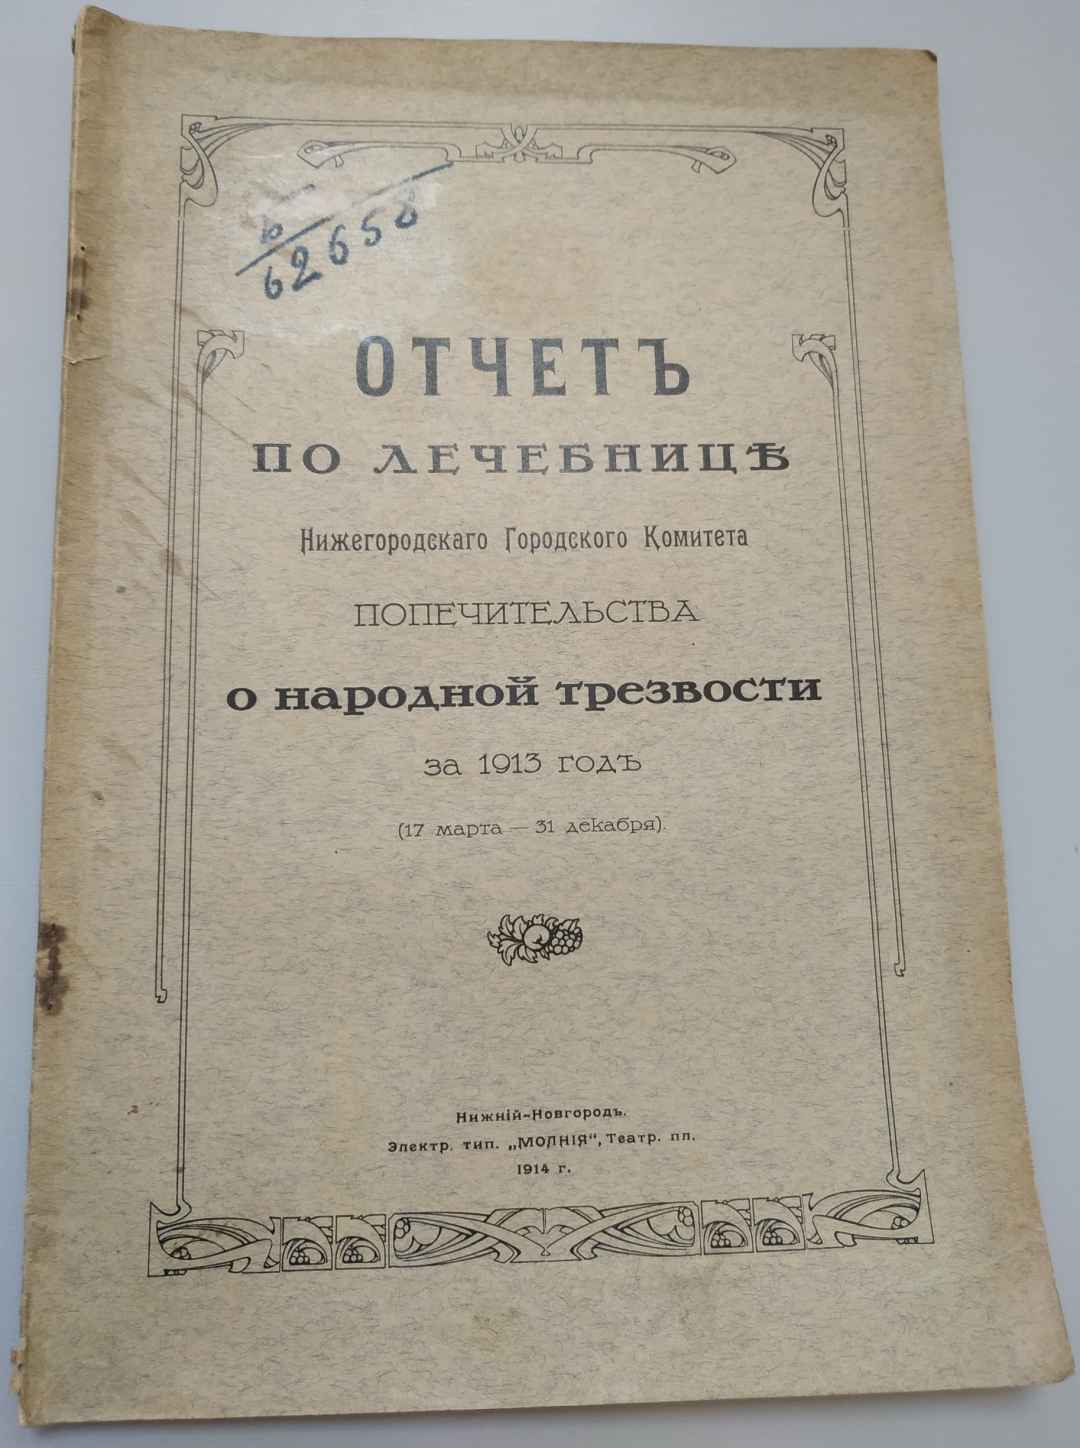 Б
62658
ОТЧЕТЪ
ПО ЛЕЧЕБНИЦѢ
Нижегородскаго Городского Комитета
ПОПЕЧИТЕЛЬСТВА
О НАРОДНОЙ ТРЕЗВОСТИ
за 1913 годъ
(17 марта — 31 декабря).
Нижній-Новгородъ.
Электр. тип. „МОЛНІЯ“, Театр. пл.
1914 г.